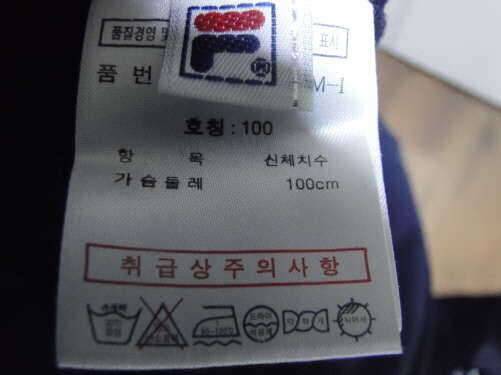 품질경영 및 표시
품 번 M-1
호칭 : 100
항 목 신체치수
가슴둘레 100cm
취급상주의사항